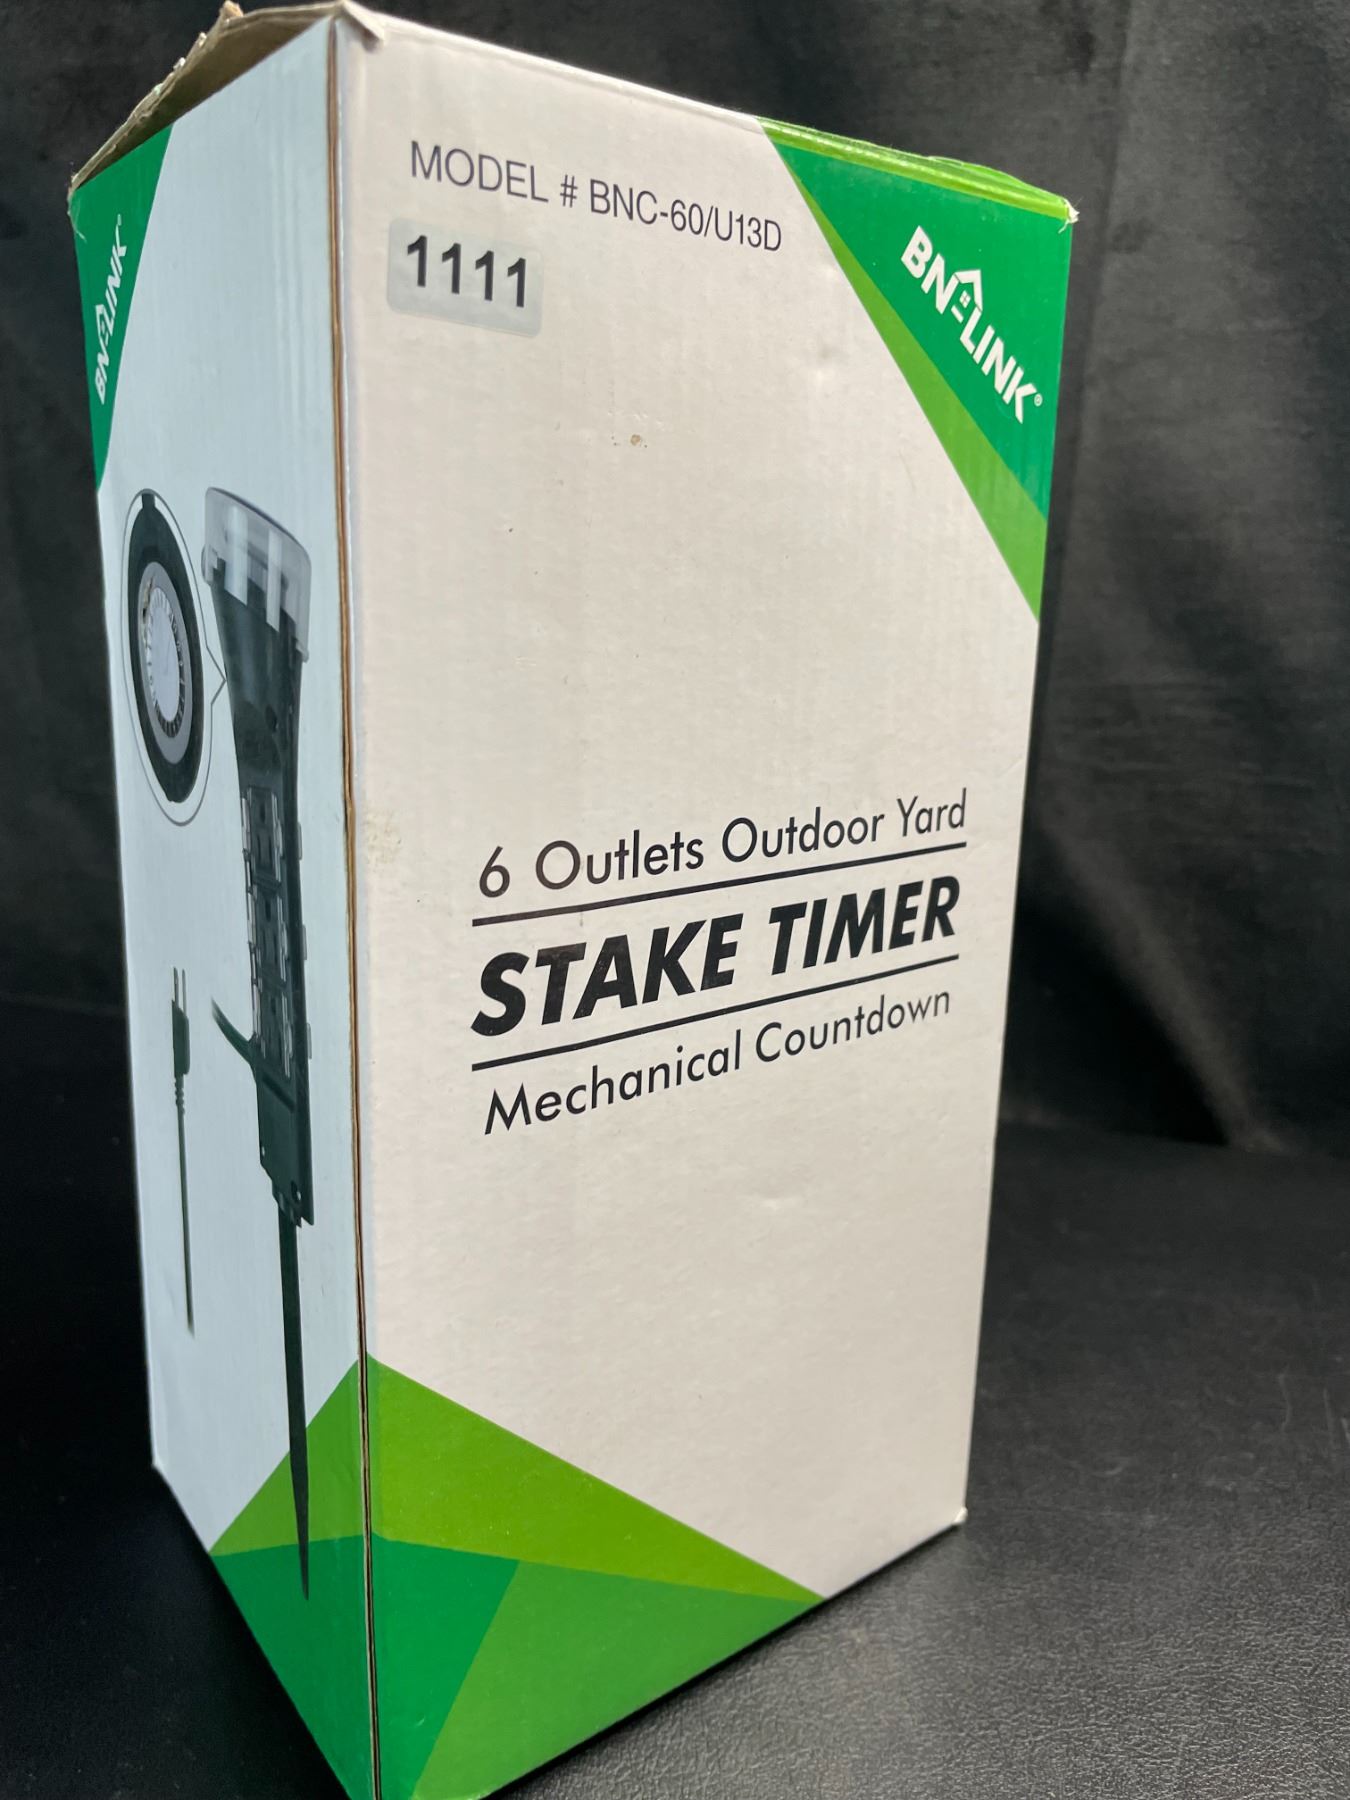 MODEL # BNC-60/U13D
1111
BN-LINK®
BN-LINK®
6 Outlets Outdoor Yard
STAKE TIMER
Mechanical Countdown